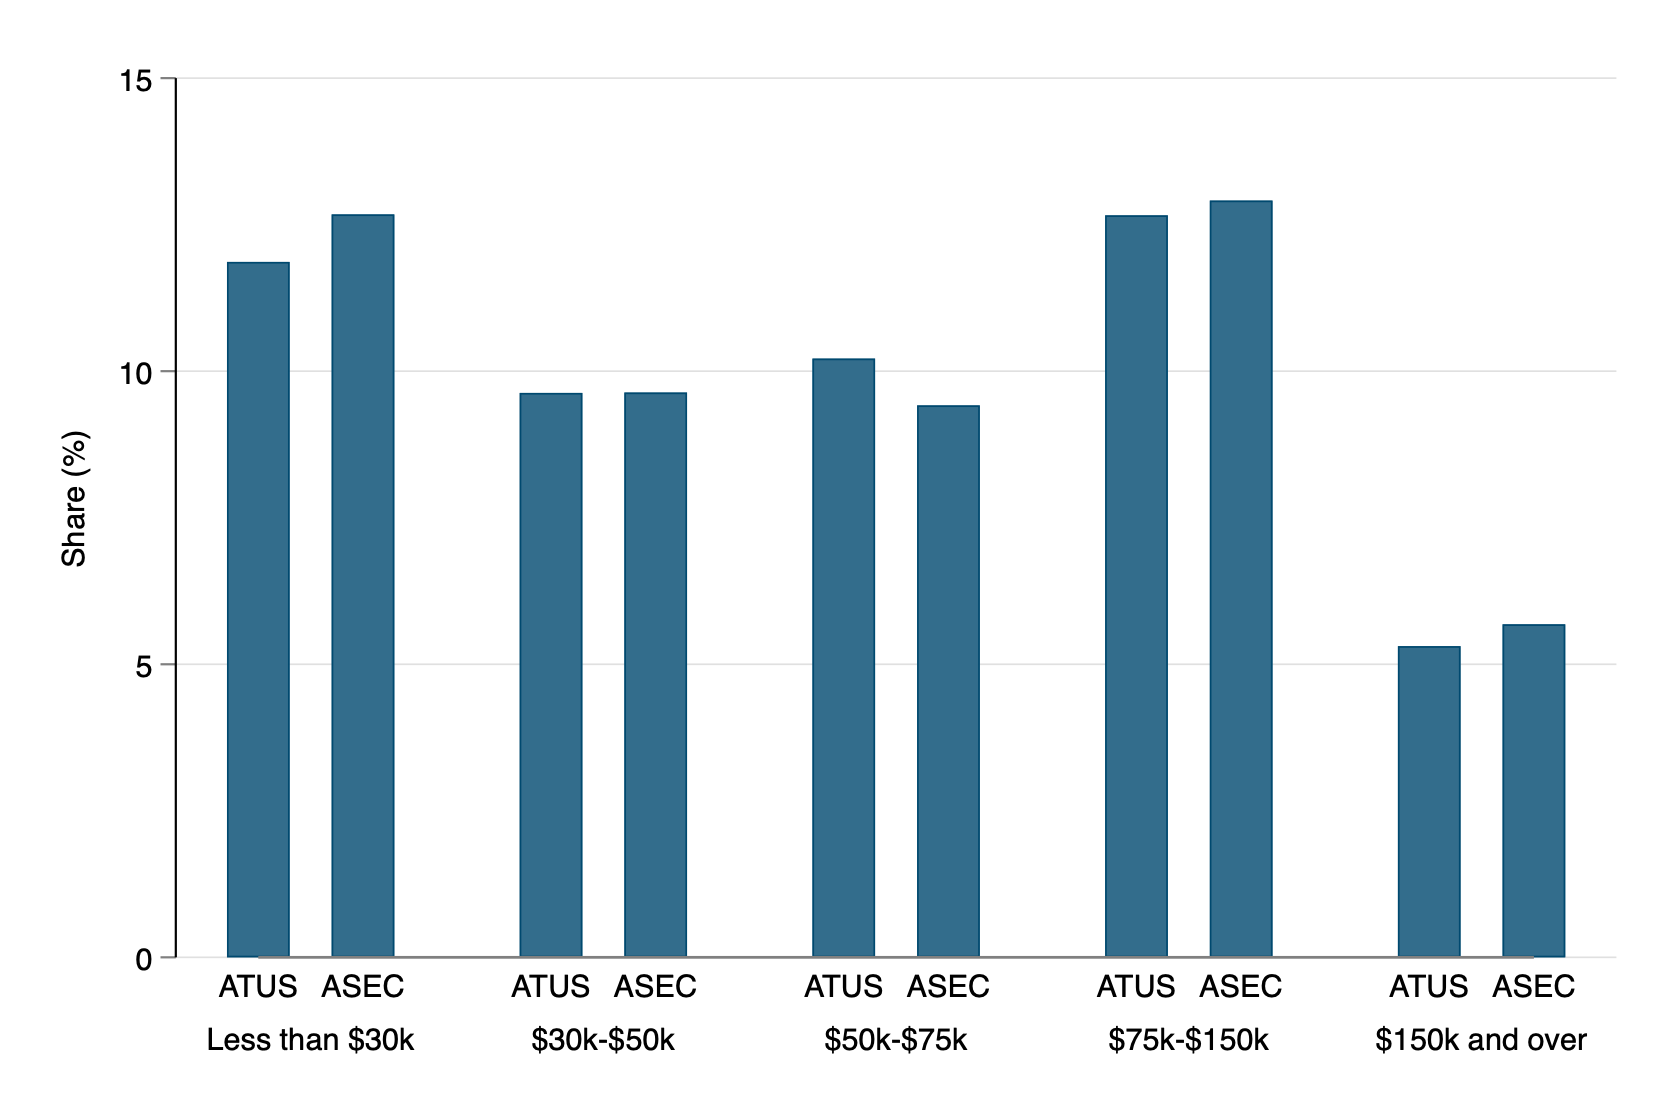 15
10
5
0
Share (%)
ATUS ASEC ATUS ASEC ATUS ASEC ATUS ASEC ATUS ASEC
Less than $30k $30k-$50k $50k-$75k $75k-$150k $150k and over